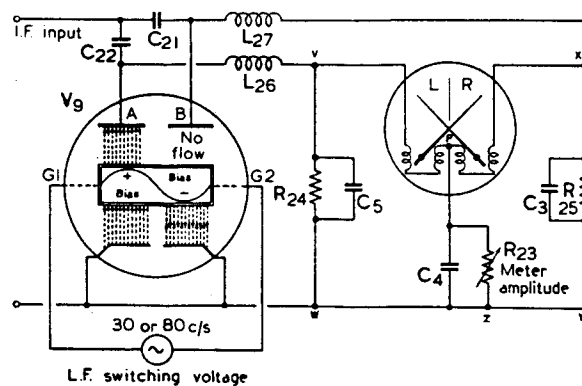 I.F. input
C21
L27
C22
L26
V
X
V9
A
B
L R
No
flow
P
G1
+
Bias
Bias
-
G2
R24
C5
C3
R
25
C4
R23
Meter
amplitude
W
Z
Y
30 or 80 c/s
~
L.F. switching voltage